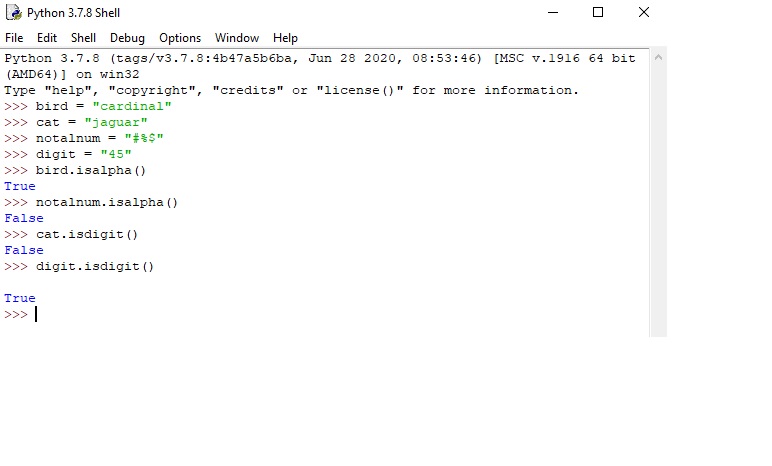 Python 3.7.8 Shell
File Edit Shell Debug Options Window Help
Python 3.7.8 (tags/v3.7.8:4b47a5b6ba, Jun 28 2020, 08:53:46) [MSC v.1916 64 bit
(AMD64)] on win32
Type "help", "copyright", "credits" or "license()" for more information.
>>> bird = "cardinal"
>>> cat = "jaguar"
>>> notalnum = "#%$"
>>> digit = "45"
>>> bird.isalpha()
True
>>> notalnum.isalpha()
False
>>> cat.isdigit()
False
>>> digit.isdigit()
True
>>>